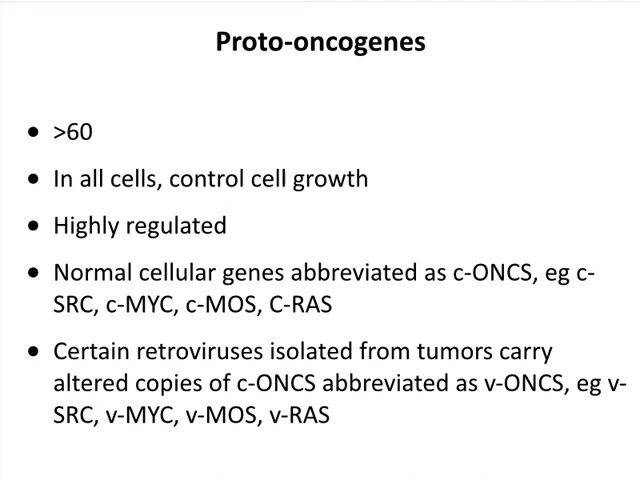 Proto-oncogenes
• >60
• In all cells, control cell growth
• Highly regulated
• Normal cellular genes abbreviated as c-ONCS, eg c-
SRC, c-MYC, c-MOS, C-RAS
• Certain retroviruses isolated from tumors carry
altered copies of c-ONCS abbreviated as v-ONCS, eg v-
SRC, v-MYC, v-MOS, v-RAS